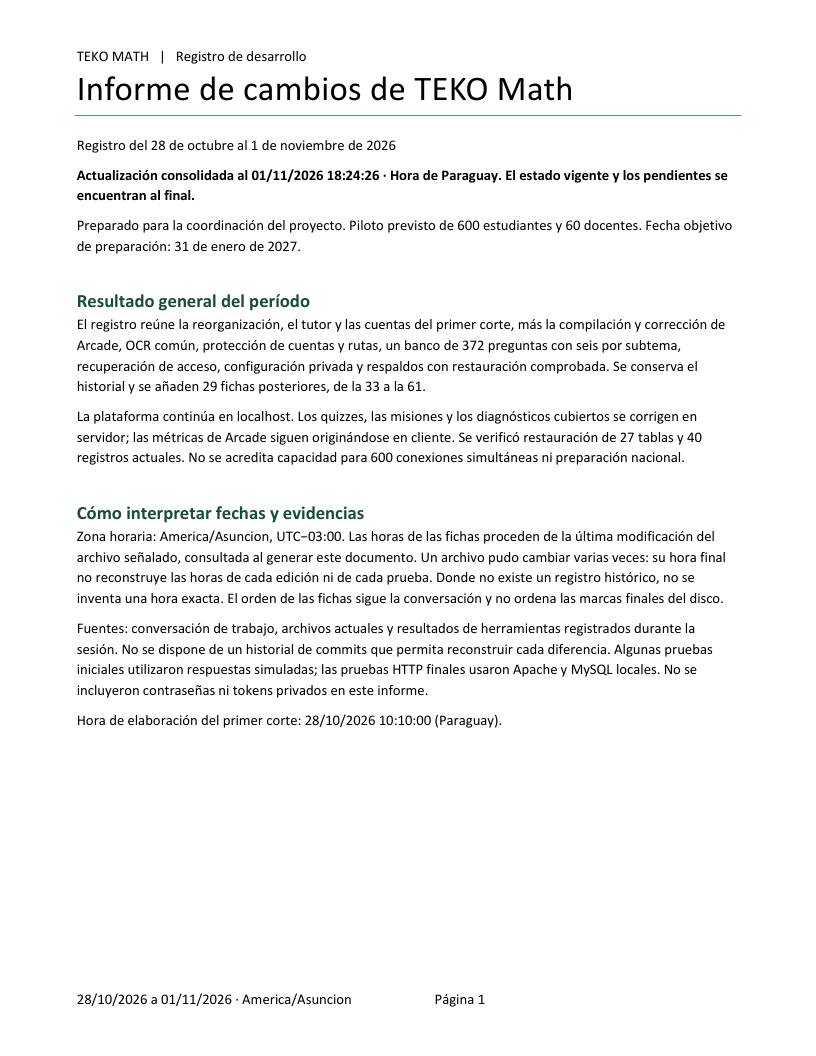 TEKO MATH | Registro de desarrollo
Informe de cambios de TEKO Math
Registro del 28 de octubre al 1 de noviembre de 2026
Actualización consolidada al 01/11/2026 18:24:26 · Hora de Paraguay. El estado vigente y los pendientes se
encuentran al final.
Preparado para la coordinación del proyecto. Piloto previsto de 600 estudiantes y 60 docentes. Fecha objetivo
de preparación: 31 de enero de 2027.
Resultado general del período
El registro reúne la reorganización, el tutor y las cuentas del primer corte, más la compilación y corrección de
Arcade, OCR común, protección de cuentas y rutas, un banco de 372 preguntas con seis por subtema,
recuperación de acceso, configuración privada y respaldos con restauración comprobada. Se conserva el
historial y se añaden 29 fichas posteriores, de la 33 a la 61.
La plataforma continúa en localhost. Los quizzes, las misiones y los diagnósticos cubiertos se corrigen en
servidor; las métricas de Arcade siguen originándose en cliente. Se verificó restauración de 27 tablas y 40
registros actuales. No se acredita capacidad para 600 conexiones simultáneas ni preparación nacional.
Cómo interpretar fechas y evidencias
Zona horaria: America/Asuncion, UTC−03:00. Las horas de las fichas proceden de la última modificación del
archivo señalado, consultada al generar este documento. Un archivo pudo cambiar varias veces: su hora final
no reconstruye las horas de cada edición ni de cada prueba. Donde no existe un registro histórico, no se
inventa una hora exacta. El orden de las fichas sigue la conversación y no ordena las marcas finales del disco.
Fuentes: conversación de trabajo, archivos actuales y resultados de herramientas registrados durante la
sesión. No se dispone de un historial de commits que permita reconstruir cada diferencia. Algunas pruebas
iniciales utilizaron respuestas simuladas; las pruebas HTTP finales usaron Apache y MySQL locales. No se
incluyeron contraseñas ni tokens privados en este informe.
Hora de elaboración del primer corte: 28/10/2026 10:10:00 (Paraguay).
28/10/2026 a 01/11/2026 · America/Asuncion Página 1